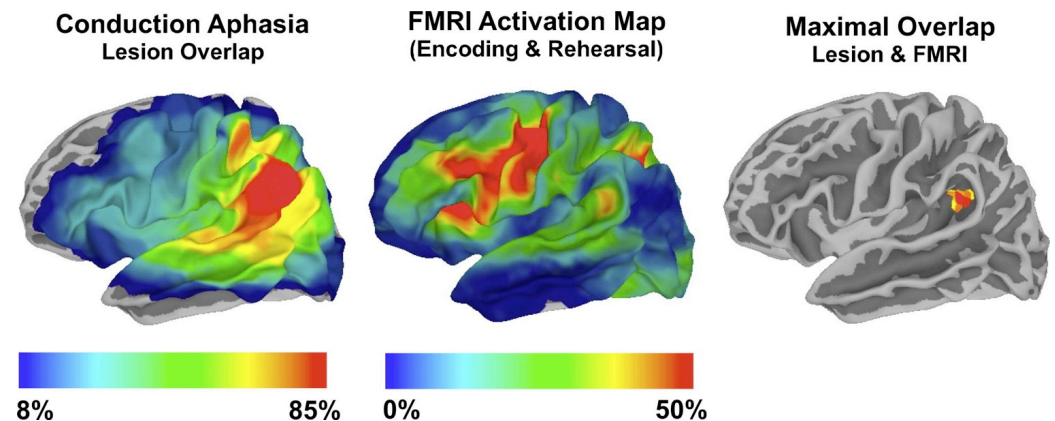 Conduction Aphasia
Lesion Overlap
FMRI Activation Map
(Encoding & Rehearsal)
Maximal Overlap
Lesion & FMRI
8%
85%
0%
50%